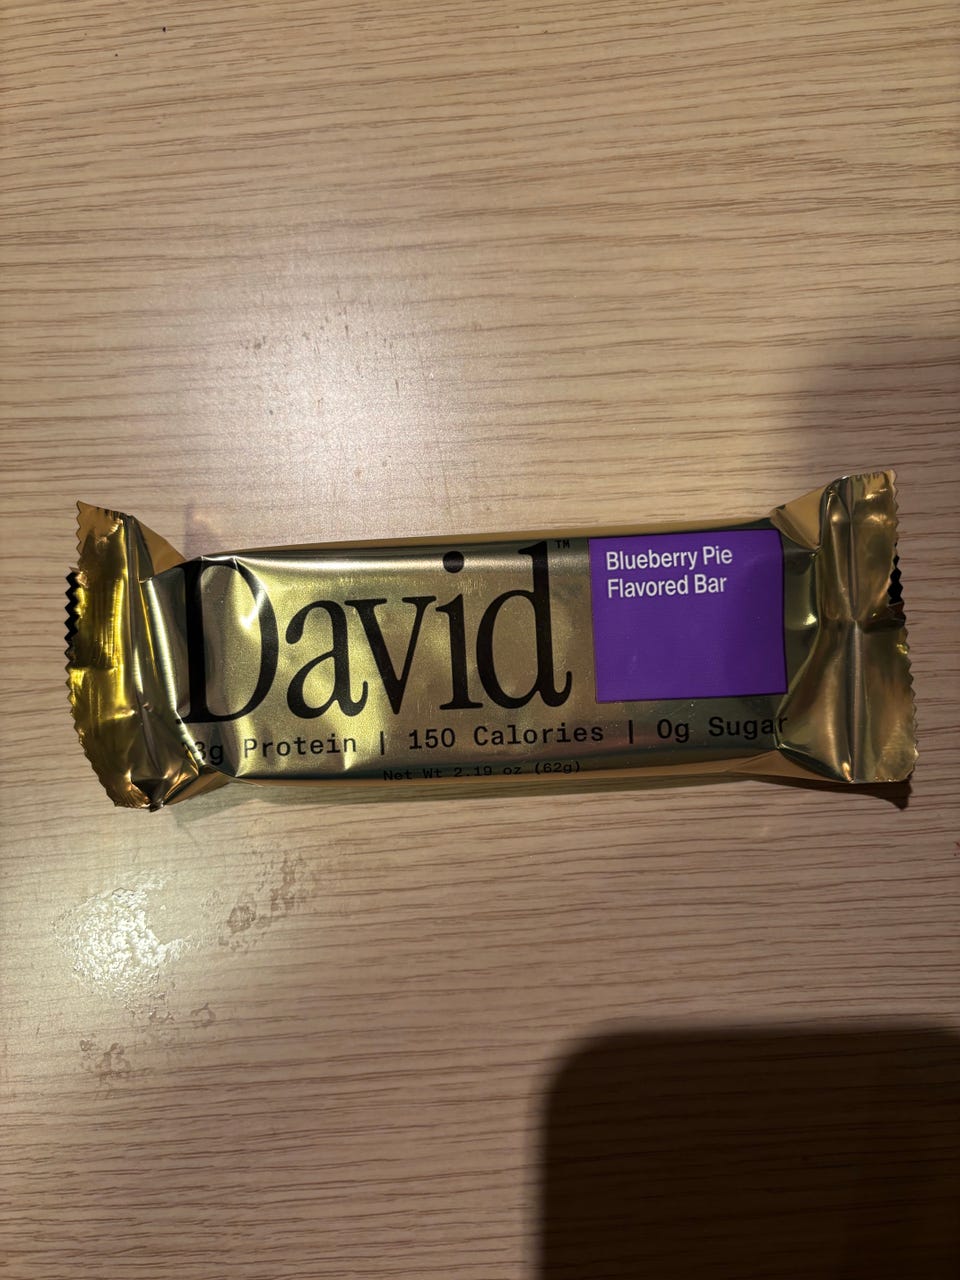 David™
Blueberry Pie
Flavored Bar
Protein | 150 Calories | 0g Sugar
Net Wt 2.19 oz (62g)